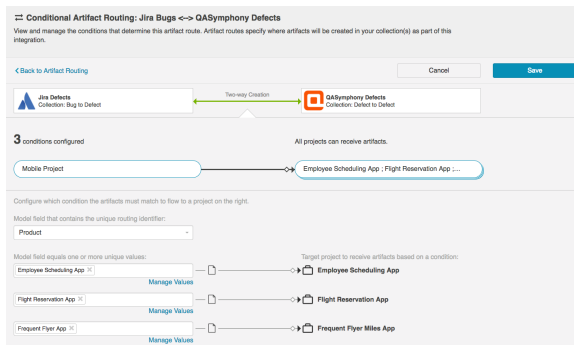 Conditional Artifact Routing: Jira Bugs <--> QASymphony Defects
View and manage the conditions that determine this artifact route. Artifact routes specify where artifacts will be created in your collection(s) as part of this
integration.
Back to Artifact Routing
Cancel
Save
Jira Defects
Collection: Bug to Defect
Two-way Creation
QASymphony Defects
Collection: Defect to Defect
3 conditions configured
All projects can receive artifacts.
Mobile Project
Employee Scheduling App ; Flight Reservation App ;...
Configure which condition the artifacts must match to flow to a project on the right.
Model field that contains the unique routing identifier:
Product
Model field equals one or more unique values:
Target project to receive artifacts based on a condition:
Employee Scheduling App ×
Employee Scheduling App
Manage Values
Flight Reservation App ×
Flight Reservation App
Manage Values
Frequent Flyer App ×
Frequent Flyer Miles App
Manage Values